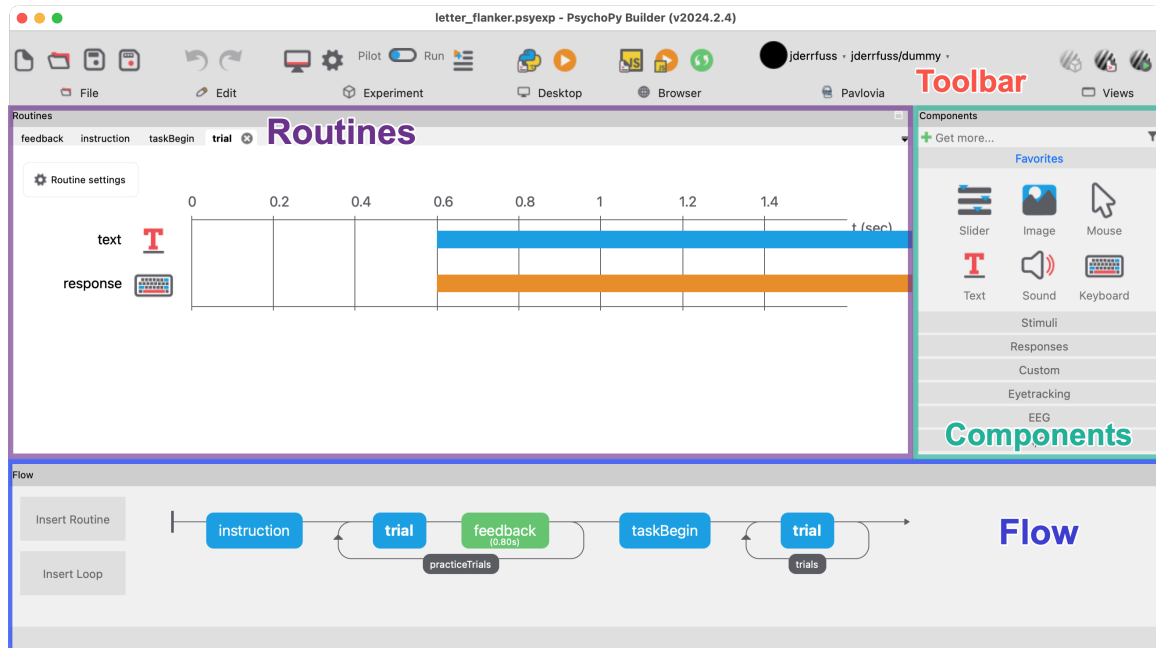 letter_flanker.psyexp - PsychoPy Builder (v2024.2.4)
Pilot Run
JS JS
jderrfuss jderrfuss/dummy
File Edit Experiment Desktop Browser Pavlovia Views
Toolbar
Routines
feedback instruction taskBegin trial
Routines
Routine settings
0 0.2 0.4 0.6 0.8 1 1.2 1.4
t (sec)
text T
response
Components
Get more...
Favorites
Slider Image Mouse
T
Text Sound Keyboard
Stimuli
Responses
Custom
Eyetracking
EEG
Components
Flow
Insert Routine
Insert Loop
instruction trial feedback taskBegin trial
(0.80s)
practiceTrials trials
Flow